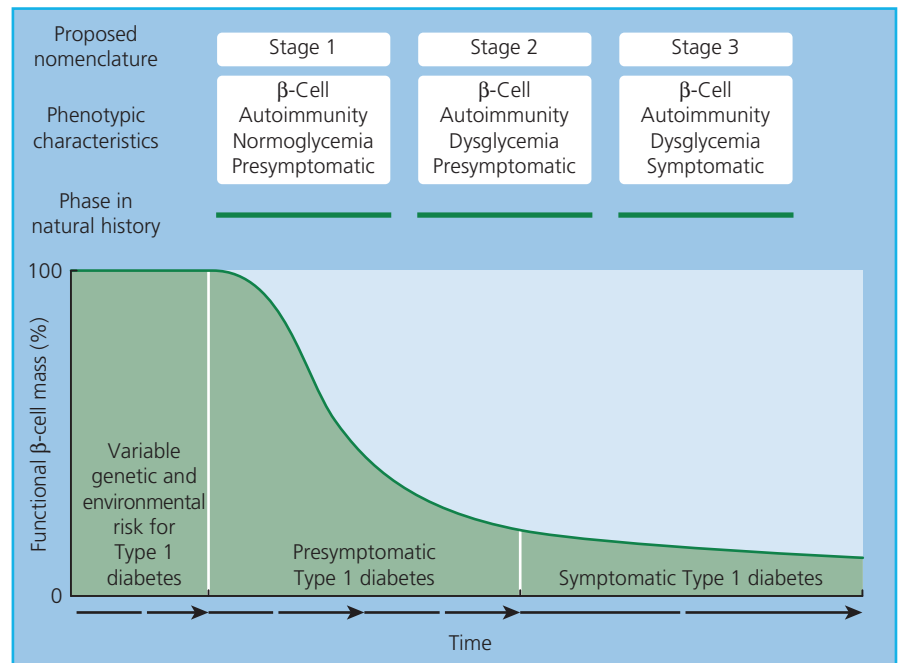 Proposed
nomenclature
Stage 1
Stage 2
Stage 3
Phenotypic
characteristics
β-Cell
Autoimmunity
Normoglycemia
Presymptomatic
β-Cell
Autoimmunity
Dysglycemia
Presymptomatic
β-Cell
Autoimmunity
Dysglycemia
Symptomatic
Phase in
natural history
100
Functional β-cell mass (%)
Variable
genetic and
environmental
risk for
Type 1
diabetes
Presymptomatic
Type 1 diabetes
Symptomatic Type 1 diabetes
0
Time